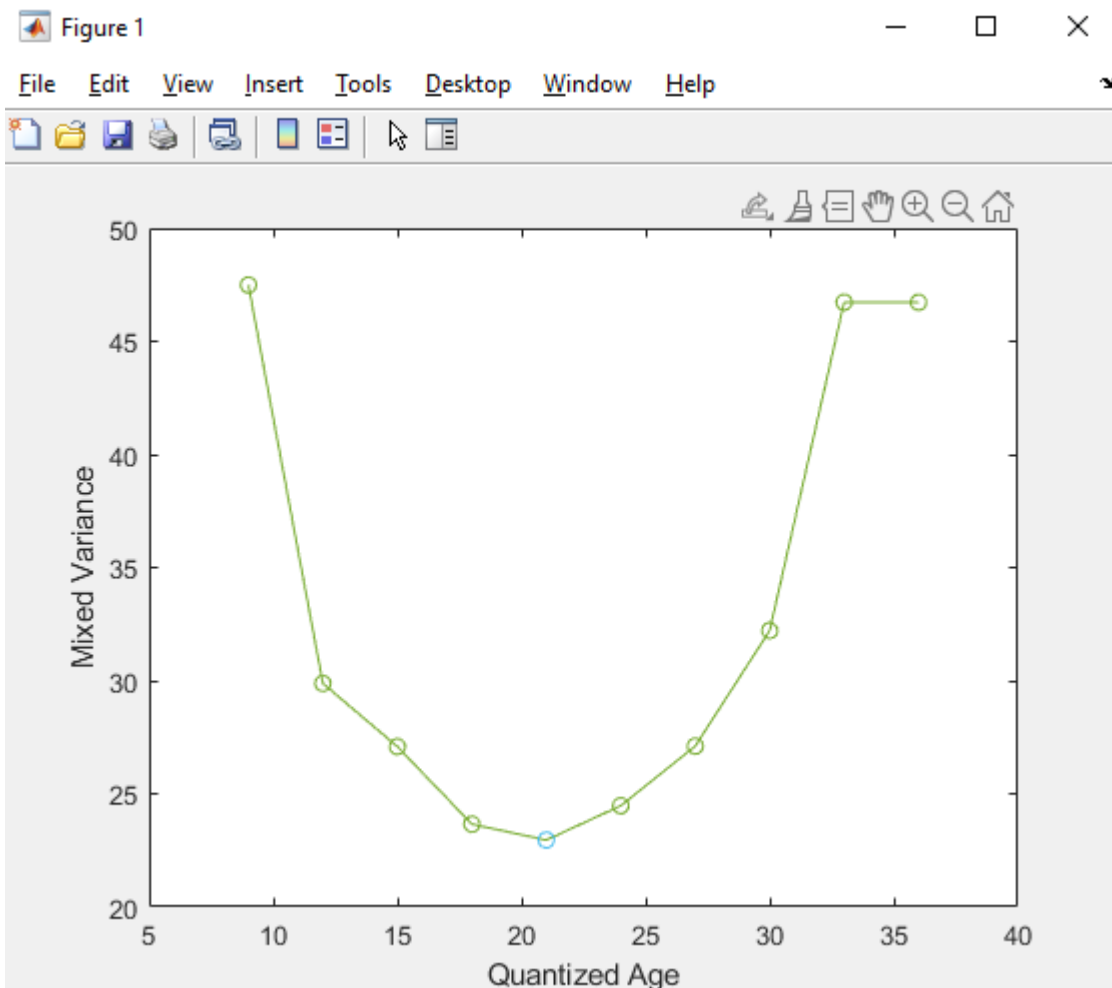 Figure 1
File Edit View Insert Tools Desktop Window Help
50
45
40
35
30
25
20
Mixed Variance
5 10 15 20 25 30 35 40
Quantized Age